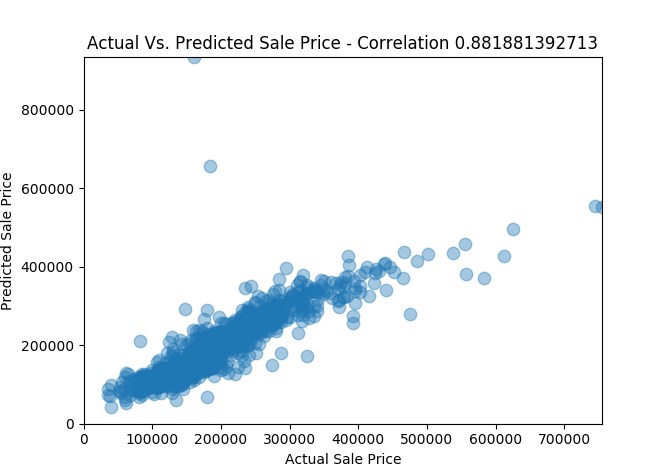 Actual Vs. Predicted Sale Price - Correlation 0.881881392713
Predicted Sale Price
800000
600000
400000
200000
0
0 100000 200000 300000 400000 500000 600000 700000
Actual Sale Price